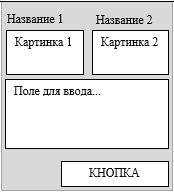 Название 1 Название 2
Картинка 1 Картинка 2
Поле для ввода...
КНОПКА